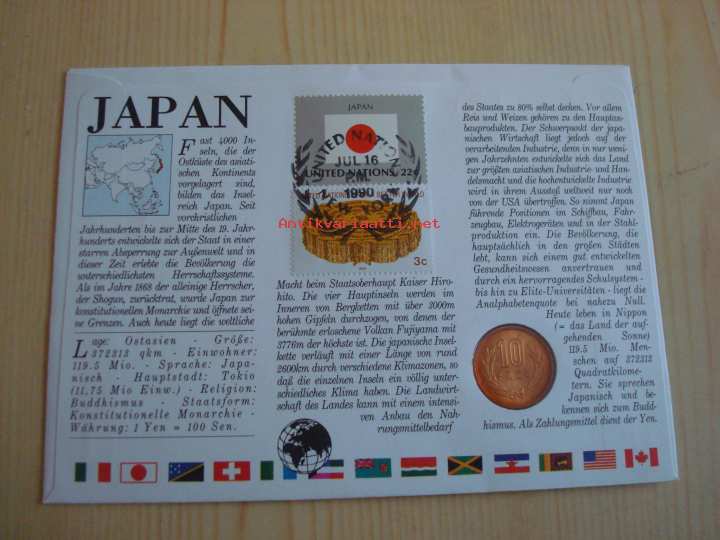 JAPAN
Fast 4000 In-
seln, die der
Ostküste des asiati-
schen Kontinents
vorgelagert sind,
bilden das Insel-
reich Japan. Seit
vorchristlichen
Jahrhunderten bis zur Mitte des 19. Jahr-
hunderts entwickelte sich der Staat in einer
starren Absperrung zur Außenwelt und in
dieser Zeit erlebte die Bevölkerung die
unterschiedlichsten Herrschaftssysteme.
Als im Jahre 1868 der alleinige Herrscher,
der Shogun, zurücktrat, wurde Japan zur
konstitutionellen Monarchie und öffnete sei-
ne Grenzen. Auch heute liegt die weltliche
Lage: Ostasien - Größe:
372313 qkm - Einwohner:
119.5 Mio. - Sprache: Japa-
nisch - Hauptstadt: Tokio
(11,75 Mio Einw.) - Religion:
Buddhismus - Staatsform:
Konstitutionelle Monarchie -
Währung: 1 Yen = 100 Sen.
JAPAN
UNITED NATIONS
JUL 16
UNITED NATIONS, 22c
P.M.
1990
3c
Antiikvariaatti.net
Macht beim Staatsoberhaupt Kaiser Hiro-
hito. Die vier Hauptinseln werden im
Inneren von Bergketten mit über 3000m
hohen Gipfeln durchzogen, von denen der
berühmte erloschene Volkan Fujiyama mit
3776m der höchste ist. Die japanische Insel-
kette verläuft mit einer Länge von rund
2600km durch verschiedene Klimazonen, so
daß die einzelnen Inseln ein völlig unter-
schiedliches Klima haben. Die Landwirt-
schaft des Landes kann mit einem intensi-
ven Anbau den Nah-
rungsmittelbedarf
des Staates zu 80% selbst decken. Vor allem
Reis und Weizen gehören zu den Hauptan-
bauprodukten. Der Schwerpunkt der japa-
nischen Wirtschaft liegt jedoch auf der
verarbeitenden Industrie, denn in nur we-
nigen Jahrzehnten entwickelte sich das Land
zur größten asiatischen Industrie- und Han-
delsmacht und die hochentwickelte Industrie
wird in ihrem Ausstoß weltweit nur noch
von der USA übertroffen. So nimmt Japan
führende Positionen im Schiffbau, Fahr-
zeugbau, Elektrogeräten und in der Stahl-
produktion ein. Die Bevölkerung, die
hauptsächlich in den großen Städten
lebt, kann sich einem gut entwickelten
Gesundheitswesen anvertrauen und
durch ein hervorragendes Schulsystem -
bis hin zu Elite-Universitäten - liegt die
Analphabetenquote bei nahezu Null.
Heute leben in Nippon
(= das Land der auf-
gehenden Sonne)
119.5 Mio. Men-
schen auf 372312
Quadratkilome-
tern. Sie sprechen
Japanisch und be-
kennen sich zum Budd-
hismus. Als Zahlungsmittel dient der Yen.
10